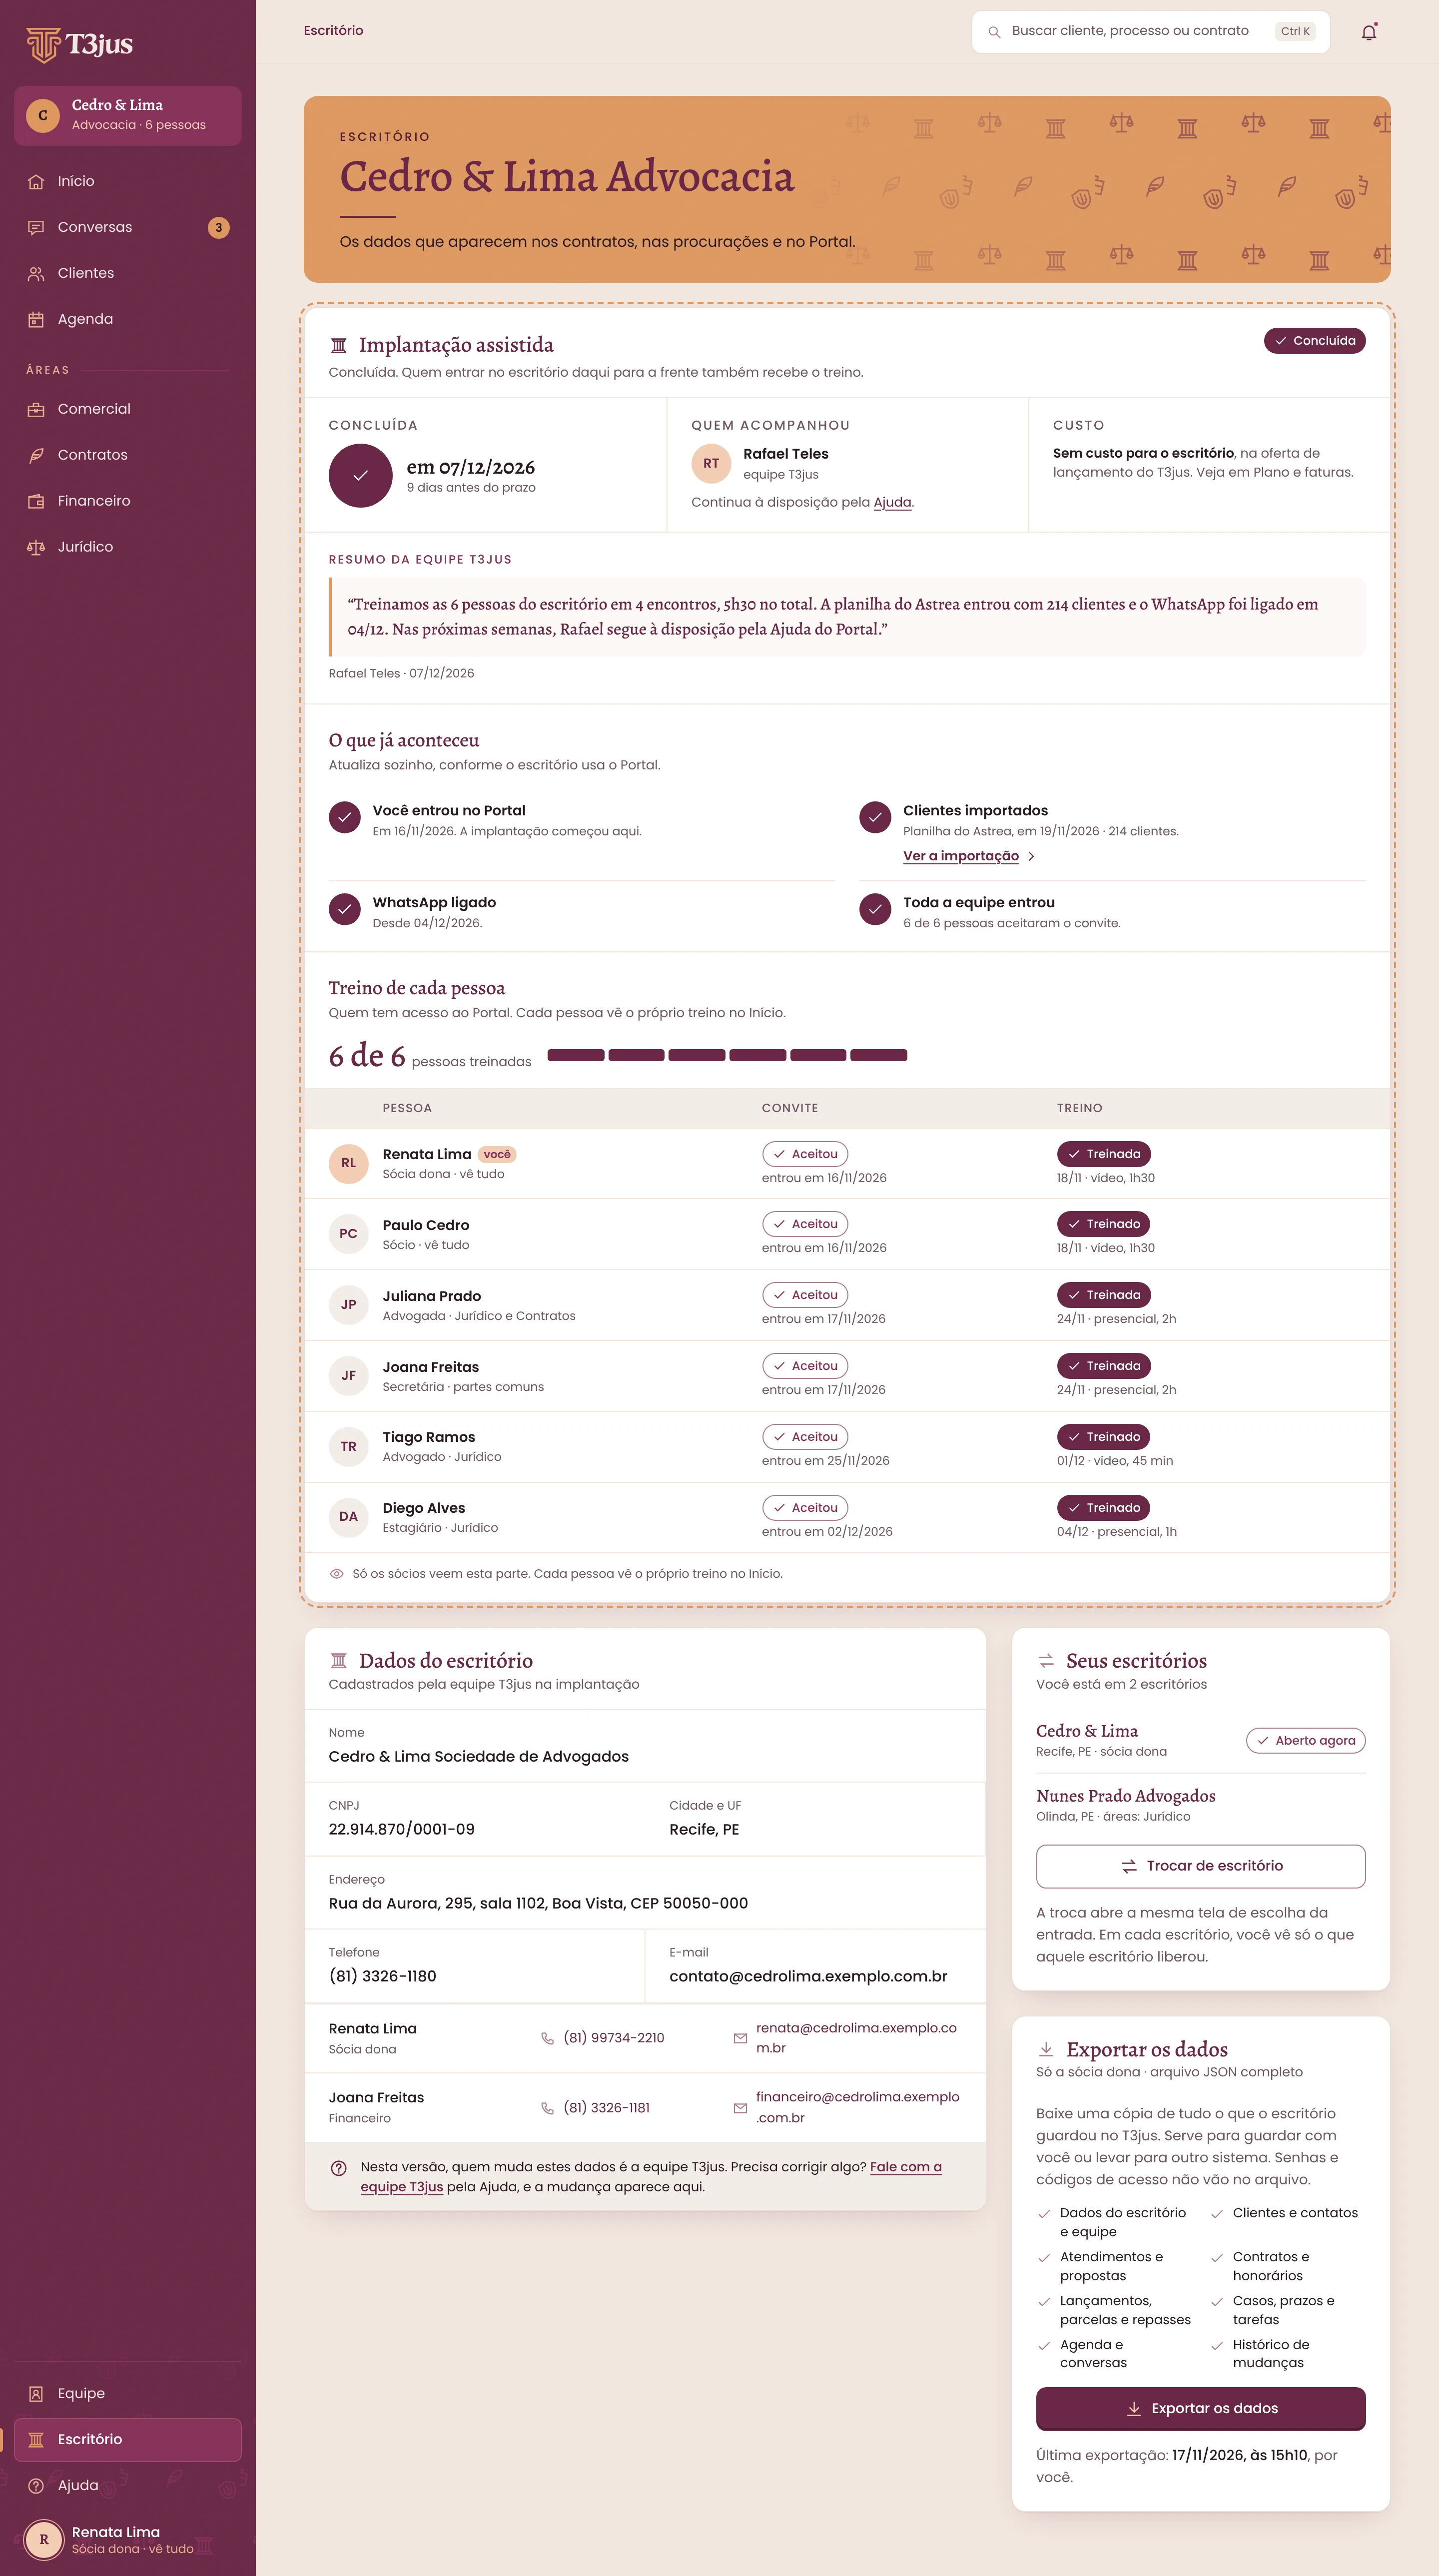 T3jus
C
Cedro & Lima
Advocacia · 6 pessoas
Início
Conversas
3
Clientes
Agenda
ÁREAS
Comercial
Contratos
Financeiro
Jurídico
Equipe
Escritório
Ajuda
R
Renata Lima
Sócia dona · vê tudo
Escritório
Buscar cliente, processo ou contrato
Ctrl K
ESCRITÓRIO
Cedro & Lima Advocacia
Os dados que aparecem nos contratos, nas procurações e no Portal.
Implantação assistida
Concluída
Concluída. Quem entrar no escritório daqui para a frente também recebe o treino.
CONCLUÍDA
em 07/12/2026
9 dias antes do prazo
QUEM ACOMPANHOU
RT
Rafael Teles
equipe T3jus
Continua à disposição pela Ajuda.
CUSTO
Sem custo para o escritório, na oferta de
lançamento do T3jus. Veja em Plano e faturas.
RESUMO DA EQUIPE T3JUS
“Treinamos as 6 pessoas do escritório em 4 encontros, 5h30 no total. A planilha do Astrea entrou com 214 clientes e o WhatsApp foi ligado em
04/12. Nas próximas semanas, Rafael segue à disposição pela Ajuda do Portal.”
Rafael Teles · 07/12/2026
O que já aconteceu
Atualiza sozinho, conforme o escritório usa o Portal.
Você entrou no Portal
Em 16/11/2026. A implantação começou aqui.
Clientes importados
Planilha do Astrea, em 19/11/2026 · 214 clientes.
Ver a importação
WhatsApp ligado
Desde 04/12/2026.
Toda a equipe entrou
6 de 6 pessoas aceitaram o convite.
Treino de cada pessoa
Quem tem acesso ao Portal. Cada pessoa vê o próprio treino no Início.
6 de 6 pessoas treinadas
PESSOA
CONVITE
TREINO
RL
Renata Lima
você
Sócia dona · vê tudo
Aceitou
entrou em 16/11/2026
Treinada
18/11 · vídeo, 1h30
PC
Paulo Cedro
Sócio · vê tudo
Aceitou
entrou em 16/11/2026
Treinado
18/11 · vídeo, 1h30
JP
Juliana Prado
Advogada · Jurídico e Contratos
Aceitou
entrou em 17/11/2026
Treinada
24/11 · presencial, 2h
JF
Joana Freitas
Secretária · partes comuns
Aceitou
entrou em 17/11/2026
Treinada
24/11 · presencial, 2h
TR
Tiago Ramos
Advogado · Jurídico
Aceitou
entrou em 25/11/2026
Treinado
01/12 · vídeo, 45 min
DA
Diego Alves
Estagiário · Jurídico
Aceitou
entrou em 02/12/2026
Treinado
04/12 · presencial, 1h
Só os sócios veem esta parte. Cada pessoa vê o próprio treino no Início.
Dados do escritório
Cadastrados pela equipe T3jus na implantação
Nome
Cedro & Lima Sociedade de Advogados
CNPJ
22.914.870/0001-09
Cidade e UF
Recife, PE
Endereço
Rua da Aurora, 295, sala 1102, Boa Vista, CEP 50050-000
Telefone
(81) 3326-1180
E-mail
contato@cedrolima.exemplo.com.br
Renata Lima
Sócia dona
(81) 99734-2210
renata@cedrolima.exemplo.co
m.br
Joana Freitas
Financeiro
(81) 3326-1181
financeiro@cedrolima.exemplo
.com.br
Nesta versão, quem muda estes dados é a equipe T3jus. Precisa corrigir algo? Fale com a
equipe T3jus pela Ajuda, e a mudança aparece aqui.
Seus escritórios
Você está em 2 escritórios
Cedro & Lima
Recife, PE · sócia dona
Aberto agora
Nunes Prado Advogados
Olinda, PE · áreas: Jurídico
Trocar de escritório
A troca abre a mesma tela de escolha da
entrada. Em cada escritório, você vê só o que
aquele escritório liberou.
Exportar os dados
Só a sócia dona · arquivo JSON completo
Baixe uma cópia de tudo o que o escritório
guardou no T3jus. Serve para guardar com
você ou levar para outro sistema. Senhas e
códigos de acesso não vão no arquivo.
Dados do escritório
e equipe
Clientes e contatos
Atendimentos e
propostas
Contratos e
honorários
Lançamentos,
parcelas e repasses
Casos, prazos e
tarefas
Agenda e
conversas
Histórico de
mudanças
Exportar os dados
Última exportação: 17/11/2026, às 15h10, por
você.